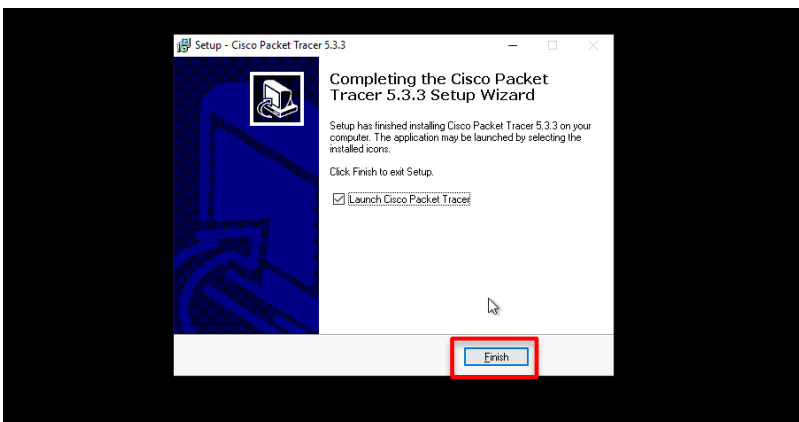 Setup - Cisco Packet Tracer 5.3.3
Completing the Cisco Packet
Tracer 5.3.3 Setup Wizard
Setup has finished installing Cisco Packet Tracer 5.3.3 on your
computer. The application may be launched by selecting the
installed icons.
Click Finish to exit Setup.
Launch Cisco Packet Tracer
Finish